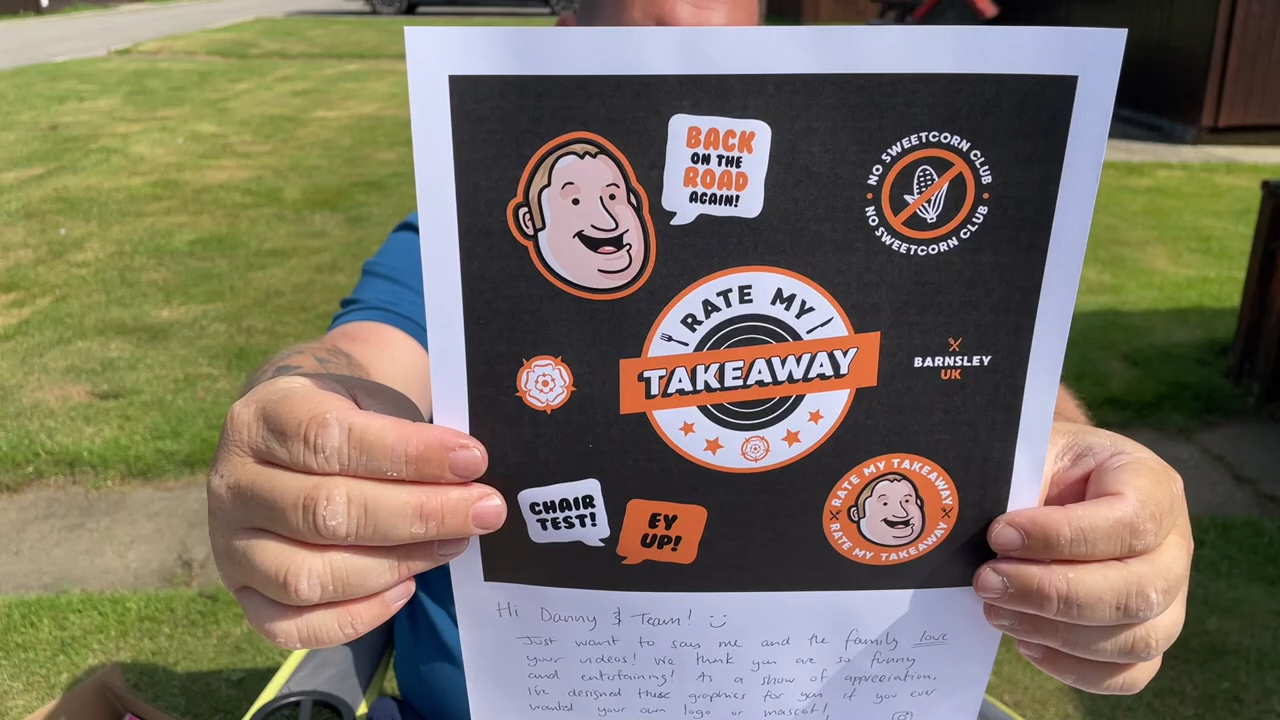 BACK
ON THE
ROAD
AGAIN!
NO SWEETCORN CLUB
NO SWEETCORN CLUB
RATE MY
TAKEAWAY
BARNSLEY
UK
CHAIR
TEST!
EY
UP!
RATE MY TAKEAWAY
RATE MY TAKEAWAY
Hi Danny & Team!
Just want to say me and the family love
your videos! We think you are so funny
and entertaining! As a show of appreciation,
I've designed these graphics for you if you ever
wanted your own logo or mascot!